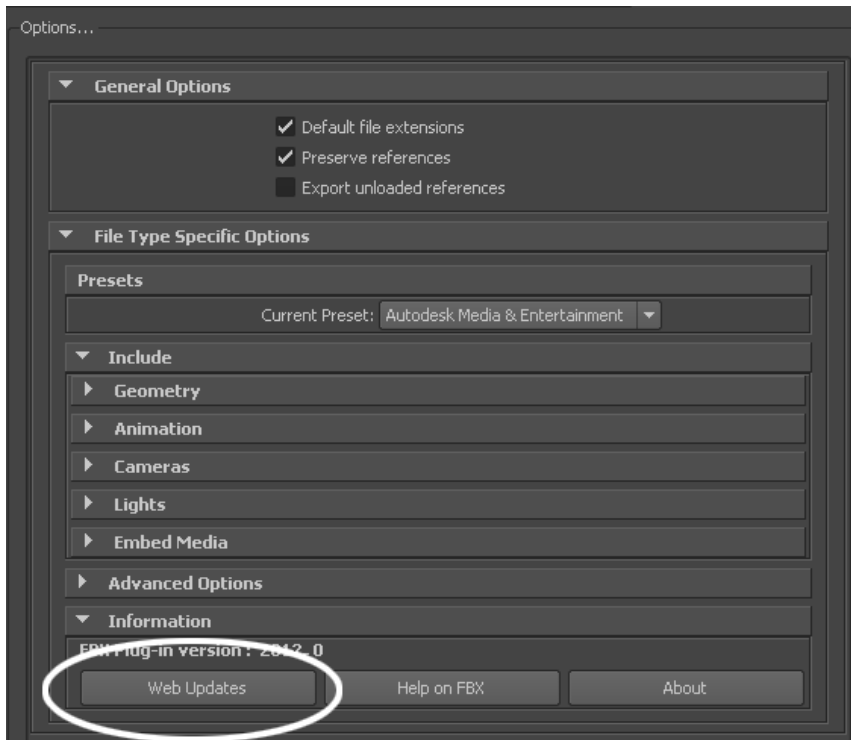 Options...
General Options
Default file extensions
Preserve references
Export unloaded references
File Type Specific Options
Presets
Current Preset: Autodesk Media & Entertainment
Include
Geometry
Animation
Cameras
Lights
Embed Media
Advanced Options
Information
FBX Plug-in version : 2012.0
Web Updates Help on FBX About